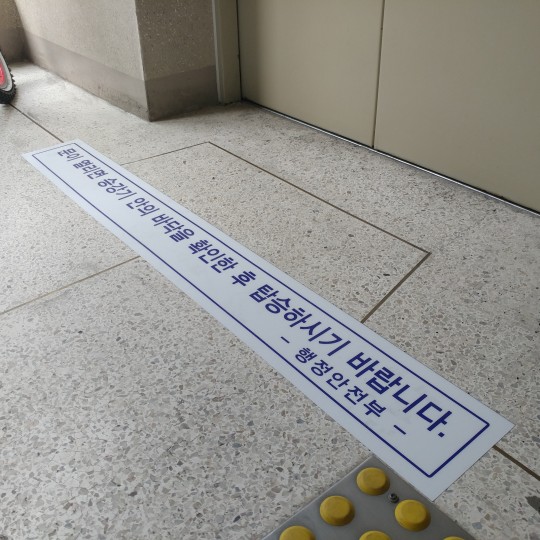 문이 열리면 승강기 안의 바닥을 확인한 후 탑승하시기 바랍니다.
- 행정안전부 -